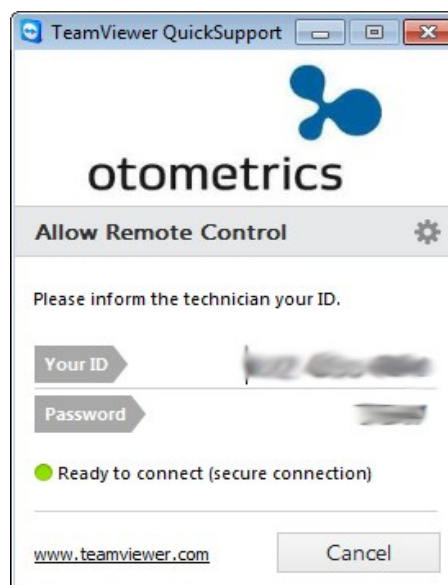 TeamViewer QuickSupport
otometrics
Allow Remote Control
Please inform the technician your ID.
Your ID
Password
Ready to connect (secure connection)
www.teamviewer.com Cancel